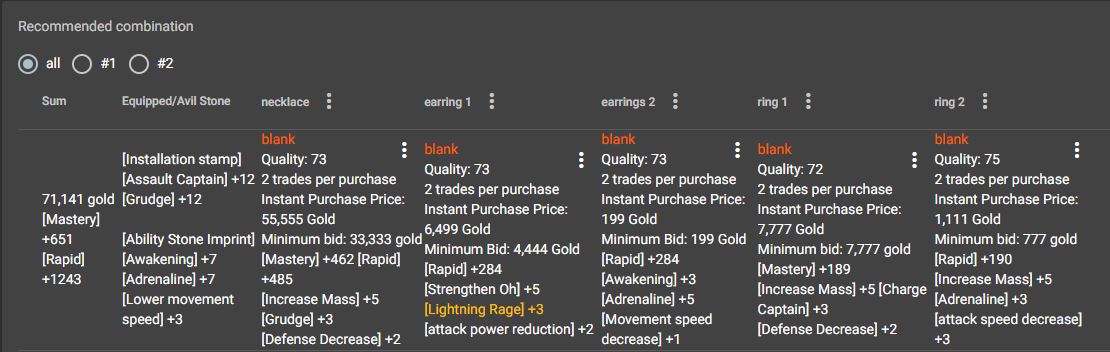 Recommended combination
all #1 #2
Sum Equipped/Avil Stone necklace earring 1 earrings 2 ring 1 ring 2
71,141 gold
[Mastery]
+651
[Rapid]
+1243
[Installation stamp]
[Assault Captain] +12
[Grudge] +12
[Ability Stone Imprint]
[Awakening] +7
[Adrenaline] +7
[Lower movement
speed] +3
blank
Quality: 73
2 trades per purchase
Instant Purchase Price:
55,555 Gold
Minimum bid: 33,333 gold
[Mastery] +462 [Rapid]
+485
[Increase Mass] +5
[Grudge] +3
[Defense Decrease] +2
blank
Quality: 73
2 trades per purchase
Instant Purchase Price:
6,499 Gold
Minimum Bid: 4,444 Gold
[Rapid] +284
[Strengthen Oh] +5
[Lightning Rage] +3
[attack power reduction] +2
blank
Quality: 73
2 trades per purchase
Instant Purchase Price:
199 Gold
Minimum Bid: 199 Gold
[Rapid] +284
[Awakening] +3
[Adrenaline] +5
[Movement speed
decrease] +1
blank
Quality: 72
2 trades per purchase
Instant Purchase Price:
7,777 Gold
Minimum bid: 7,777 gold
[Mastery] +189
[Increase Mass] +5 [Charge
Captain] +3
[Defense Decrease] +2
blank
Quality: 75
2 trades per purchase
Instant Purchase Price:
1,111 Gold
Minimum bid: 777 gold
[Rapid] +190
[Increase Mass] +5
[Adrenaline] +3
[attack speed decrease]
+3